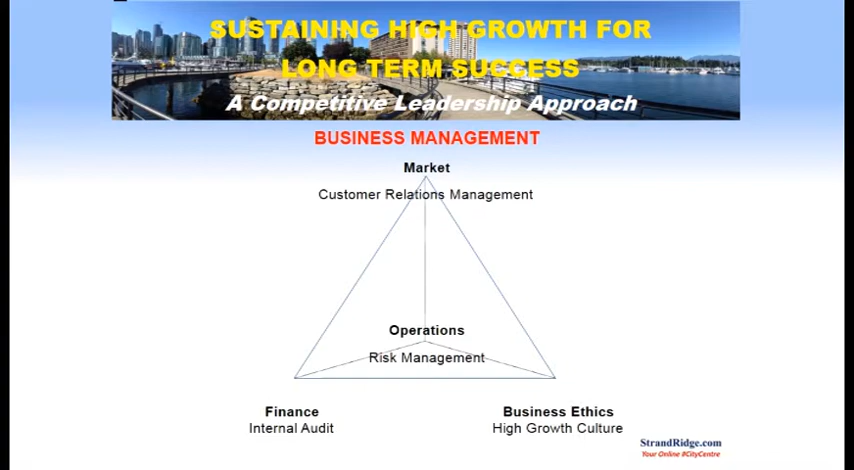 SUSTAINING HIGH GROWTH FOR
LONG TERM SUCCESS
A Competitive Leadership Approach
BUSINESS MANAGEMENT
Market
Customer Relations Management
Operations
Risk Management
Finance
Internal Audit
Business Ethics
High Growth Culture
StrandRidge.com
Your Online #CityCentre